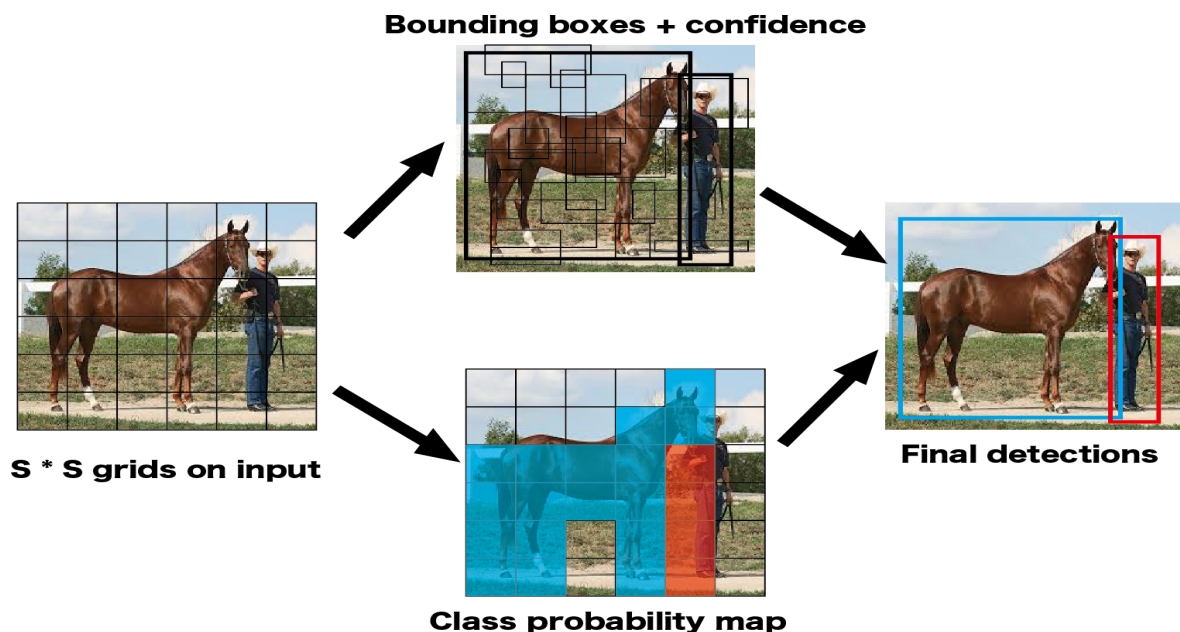 Bounding boxes + confidence
S * S grids on input
Final detections
Class probability map